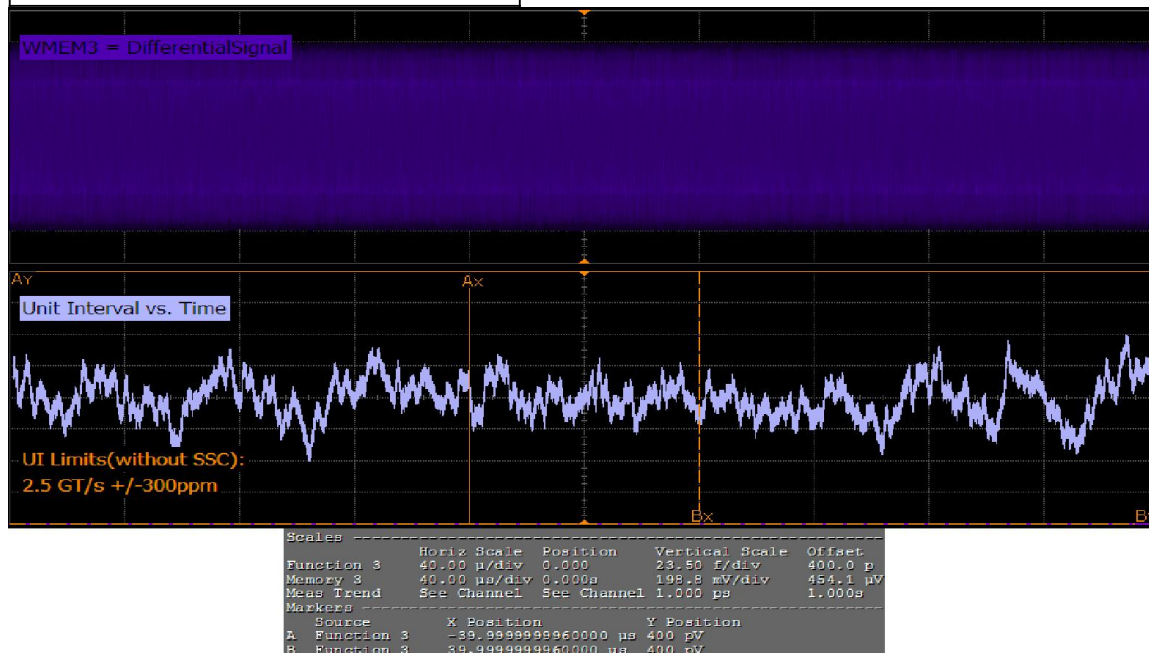 WMEM3 = DifferentialSignal
AY Ax
Unit Interval vs. Time
UI Limits(without SSC):
2.5 GT/s +/-300ppm
Bx
Scales
Horiz Scale Position Vertical Scale Offset
Function 3 40.00 µ/div 0.000 23.50 f/div 400.0 p
Memory 3 40.00 µs/div 0.000s 198.8 mV/div 454.1 µV
Meas Trend See Channel See Channel 1.000 ps 1.000s
Markers
Source X Position Y Position
A Function 3 -39.9999999960000 µs 400 pV
B Function 3 39.9999999960000 µs 400 pV